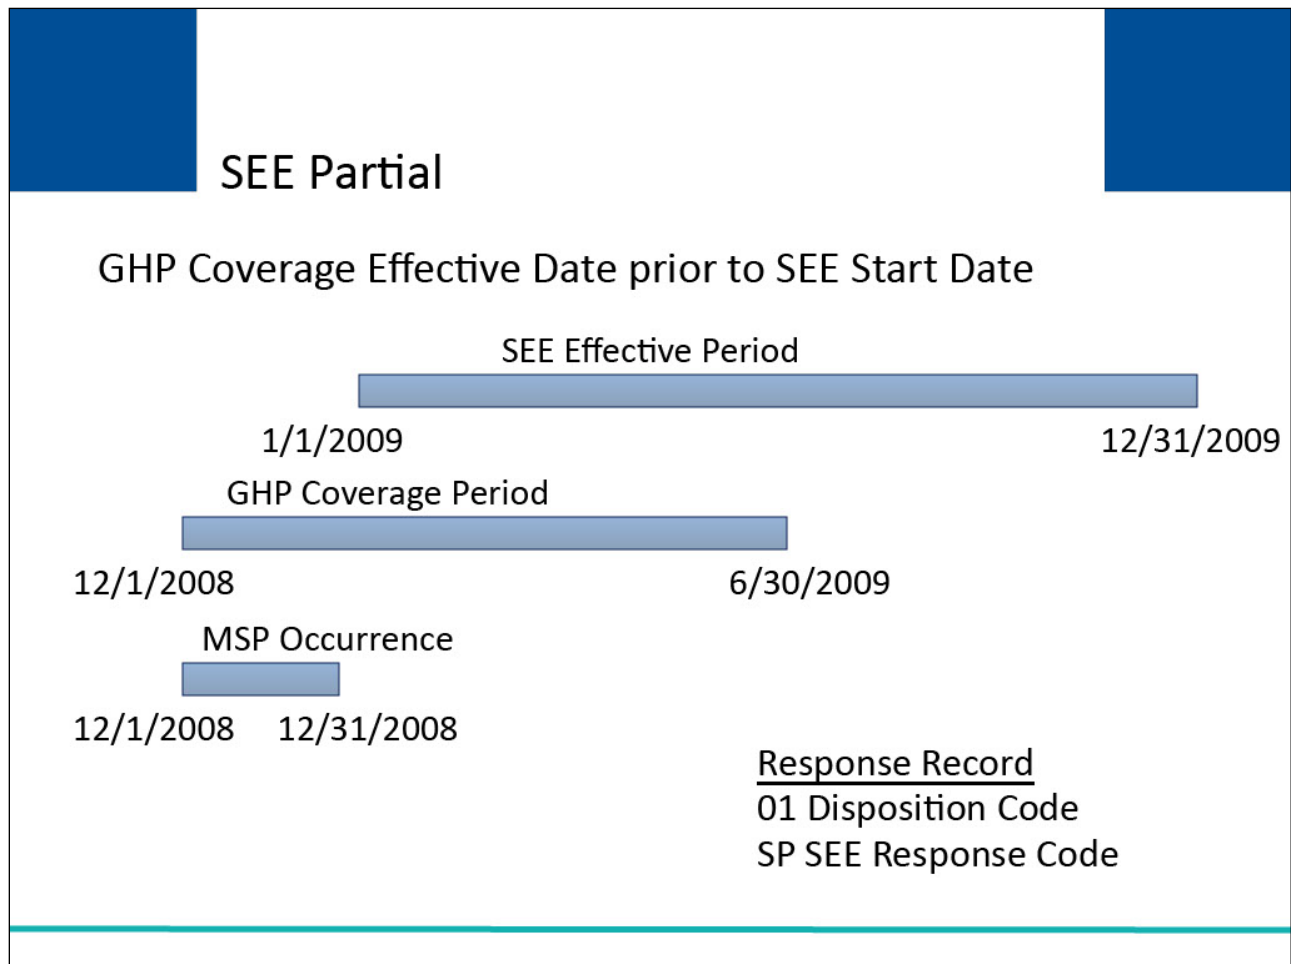 SEE Partial
GHP Coverage Effective Date prior to SEE Start Date
SEE Effective Period
1/1/2009 12/31/2009
GHP Coverage Period
12/1/2008 6/30/2009
MSP Occurrence
12/1/2008 12/31/2008
Response Record
01 Disposition Code
SP SEE Response Code